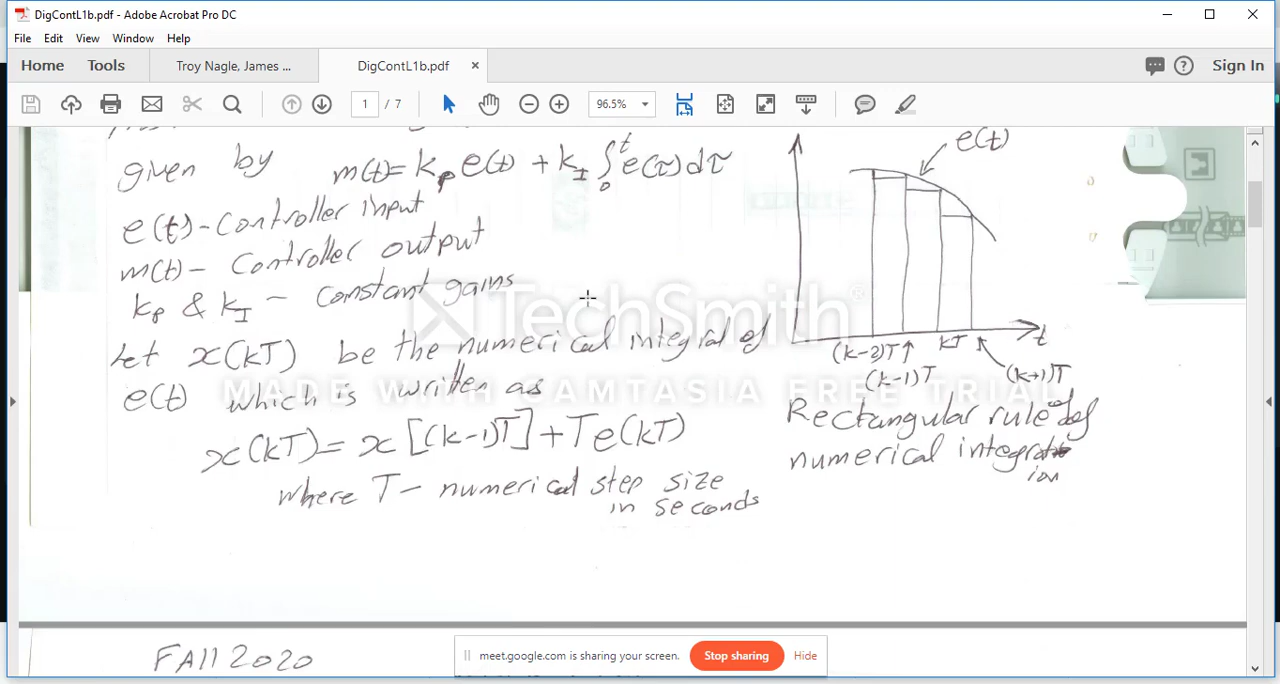 DigContL1b.pdf - Adobe Acrobat Pro DC
File Edit View Window Help
Home Tools Troy Nagle, James ... DigContL1b.pdf ×
Sign In
1 / 7 96.5%
given by m(t)= kp e(t) + kI ∫₀ᵗ e(τ)dτ
e(t)- Controller input
m(t)- Controller output
kp & kI - Constant gains
Let x(kT) be the numerical integral of
e(t) which is written as
x(kT)= x[(k-1)T]+Te(kT)
where T- numerical step size
in seconds
e(t)
t
(k-2)T kT
(k-1)T (k+1)T
Rectangular rule of
numerical integrat
ion
TechSmith®
MADE WITH CAMTASIA FREE TRIAL
FAll 2020
meet.google.com is sharing your screen. Stop sharing Hide